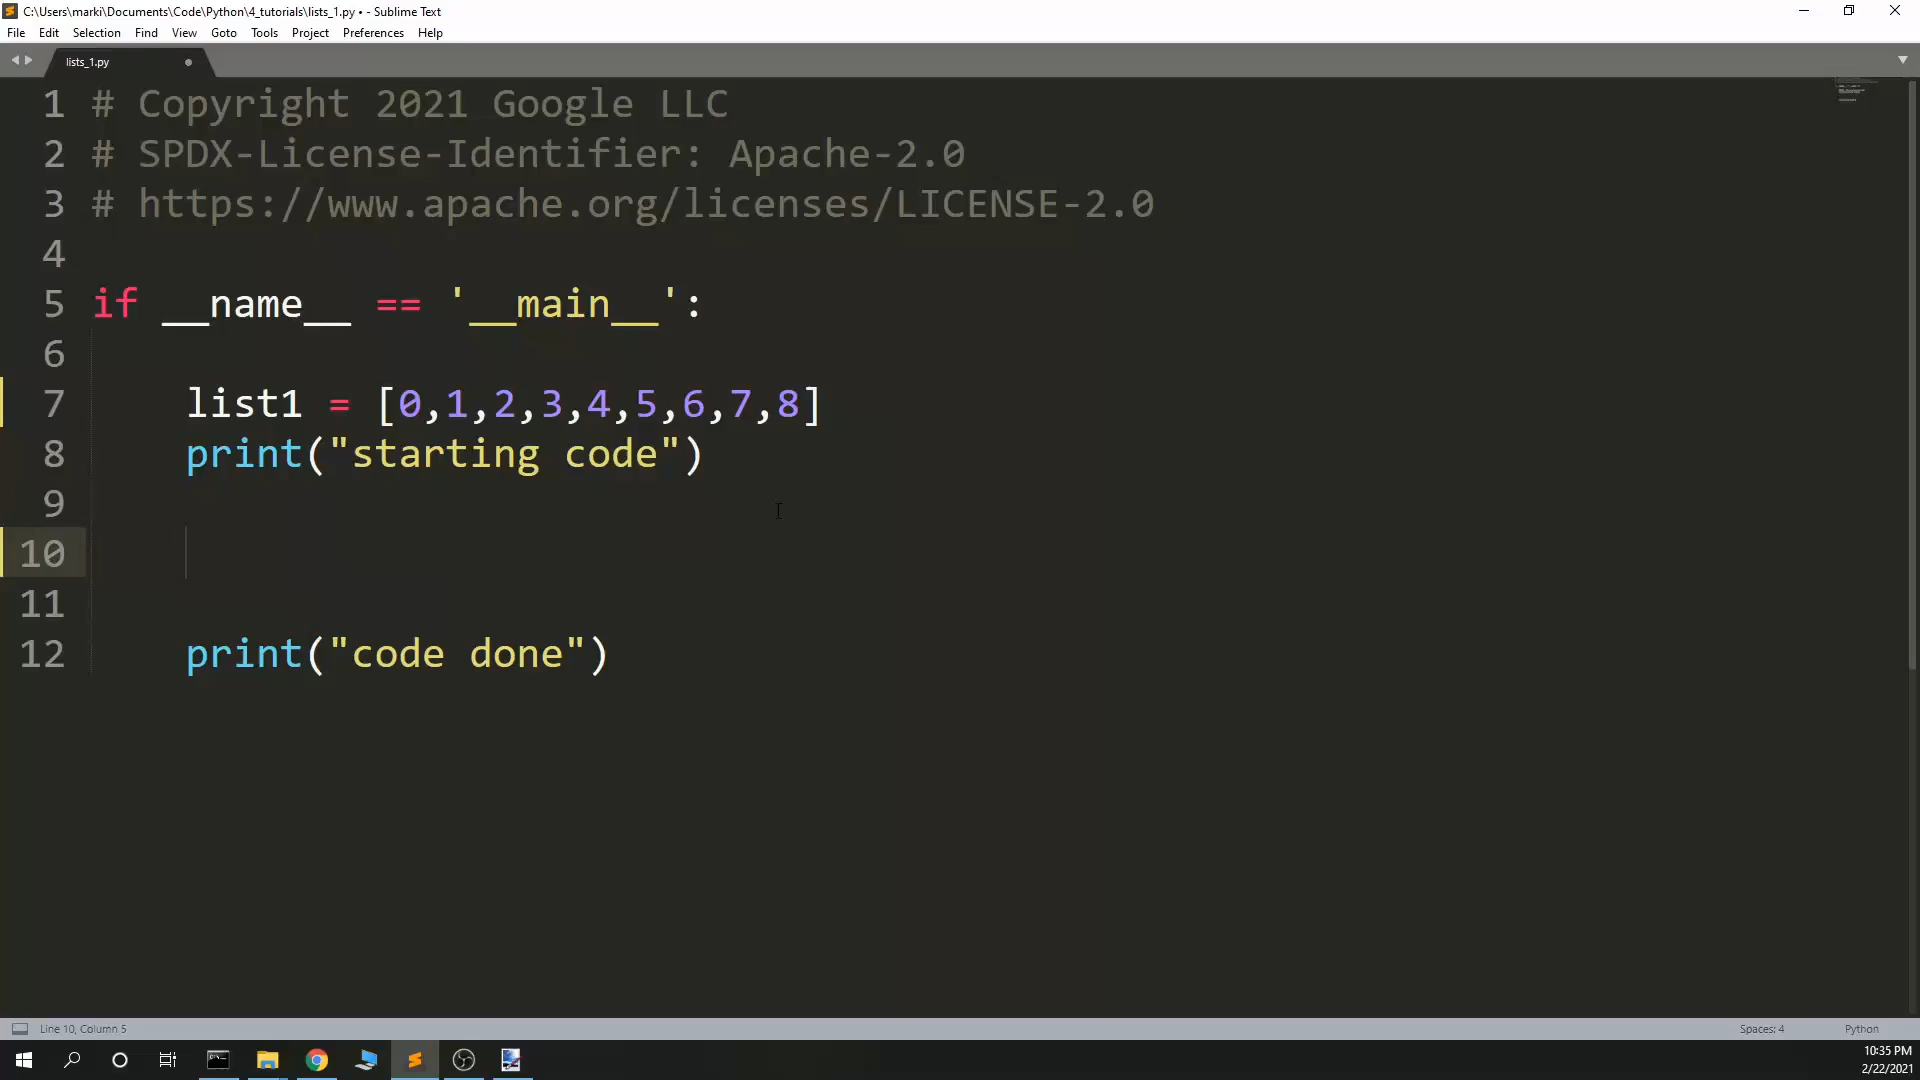 C:\Users\marki\Documents\Code\Python\4_tutorials\lists_1.py • - Sublime Text
File Edit Selection Find View Goto Tools Project Preferences Help
lists_1.py
1 # Copyright 2021 Google LLC
2 # SPDX-License-Identifier: Apache-2.0
3 # https://www.apache.org/licenses/LICENSE-2.0
4
5 if __name__ == '__main__':
6
7 list1 = [0,1,2,3,4,5,6,7,8]
8 print("starting code")
9
10
11
12 print("code done")
Line 10, Column 5 Spaces: 4 Python
10:35 PM
2/22/2021